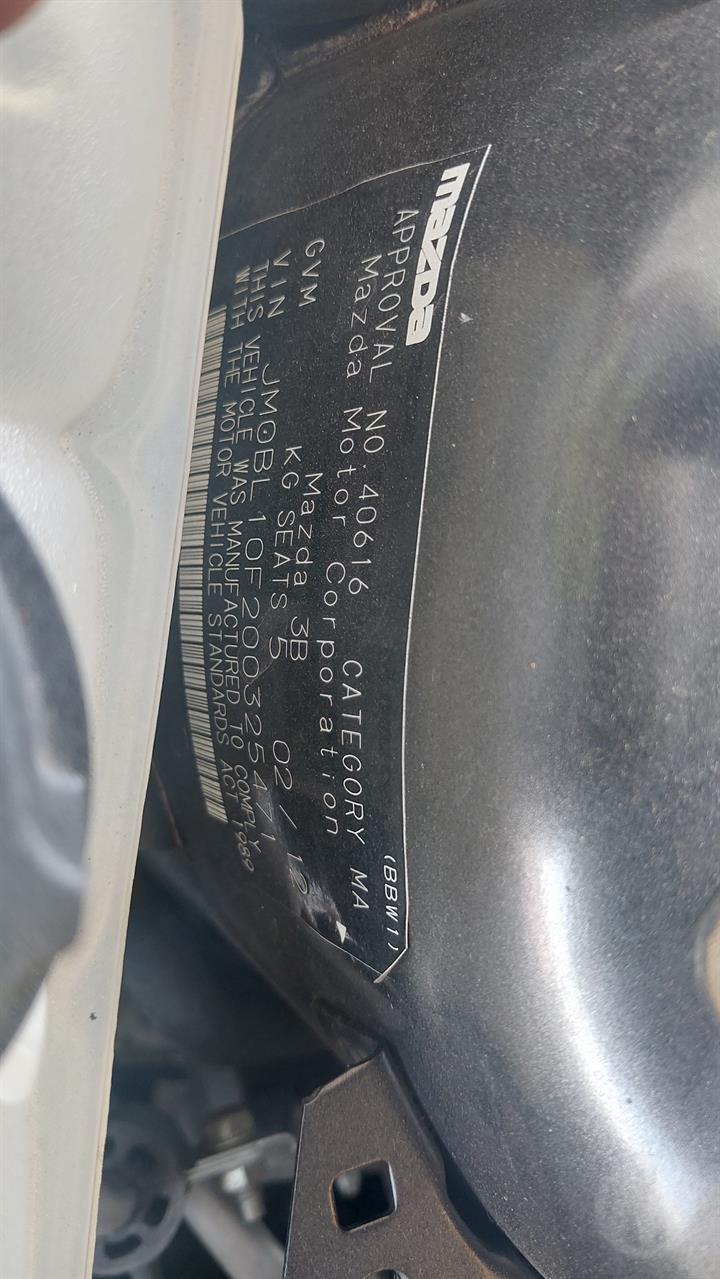 mazDa
(BBW1)
APPROVAL NO.40616 CATEGORY MA
Mazda Motor Corporation
Mazda 3B 02/
GVM KG SEATS 5
VIN JM0BL10F200325471
THIS VEHICLE WAS MANUFACTURED TO COMPLY
WITH THE MOTOR VEHICLE STANDARDS ACT 1989